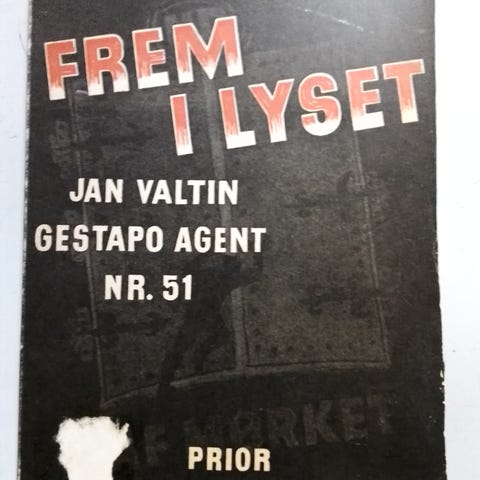 FREM
I LYSET
JAN VALTIN
GESTAPO AGENT
NR. 51
PRIOR